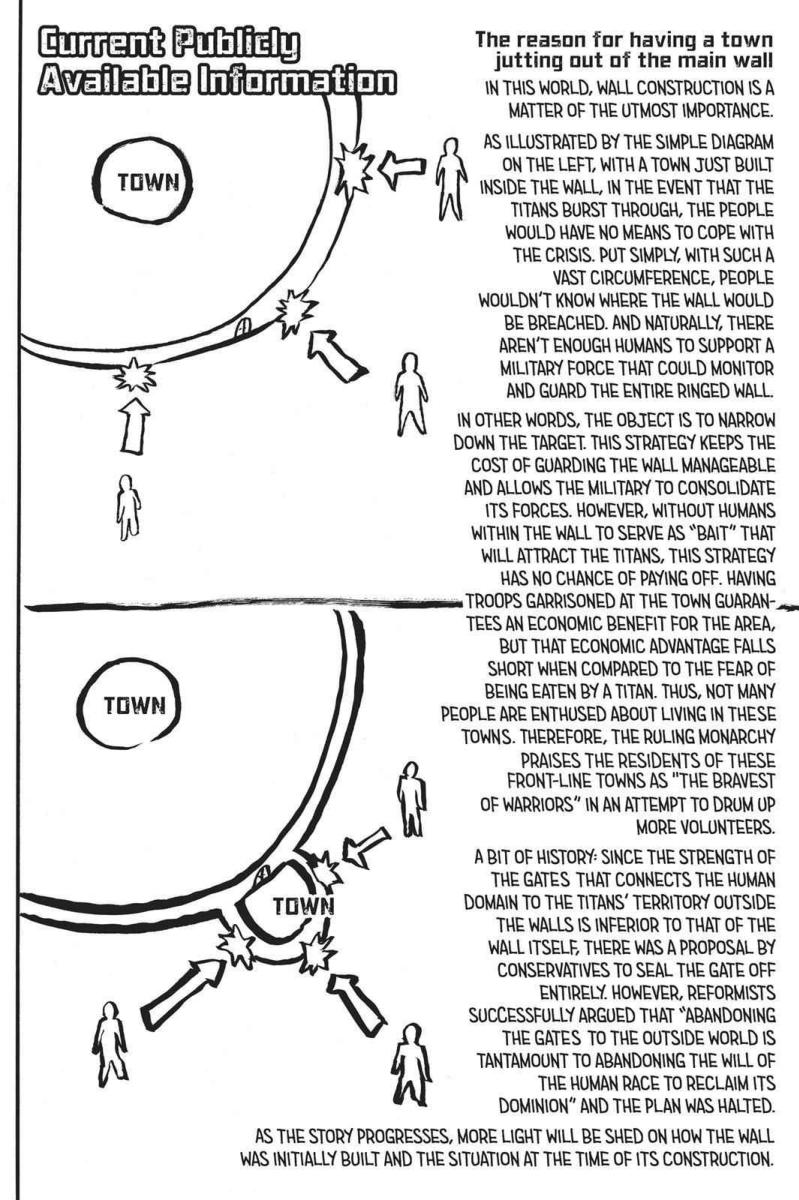 Current Publicly
Available Information
TOWN
The reason for having a town
jutting out of the main wall
IN THIS WORLD, WALL CONSTRUCTION IS A
MATTER OF THE UTMOST IMPORTANCE.
AS ILLUSTRATED BY THE SIMPLE DIAGRAM
ON THE LEFT, WITH A TOWN JUST BUILT
INSIDE THE WALL, IN THE EVENT THAT THE
TITANS BURST THROUGH, THE PEOPLE
WOULD HAVE NO MEANS TO COPE WITH
THE CRISIS. PUT SIMPLY, WITH SUCH A
VAST CIRCUMFERENCE, PEOPLE
WOULDN'T KNOW WHERE THE WALL WOULD
BE BREACHED. AND NATURALLY, THERE
AREN'T ENOUGH HUMANS TO SUPPORT A
MILITARY FORCE THAT COULD MONITOR
AND GUARD THE ENTIRE RINGED WALL.
IN OTHER WORDS, THE OBJECT IS TO NARROW
DOWN THE TARGET. THIS STRATEGY KEEPS THE
COST OF GUARDING THE WALL MANAGEABLE
AND ALLOWS THE MILITARY TO CONSOLIDATE
ITS FORCES. HOWEVER, WITHOUT HUMANS
WITHIN THE WALL TO SERVE AS "BAIT" THAT
WILL ATTRACT THE TITANS, THIS STRATEGY
HAS NO CHANCE OF PAYING OFF. HAVING
TROOPS GARRISONED AT THE TOWN GUARAN-
TEES AN ECONOMIC BENEFIT FOR THE AREA,
BUT THAT ECONOMIC ADVANTAGE FALLS
SHORT WHEN COMPARED TO THE FEAR OF
BEING EATEN BY A TITAN. THUS, NOT MANY
PEOPLE ARE ENTHUSED ABOUT LIVING IN THESE
TOWNS. THEREFORE, THE RULING MONARCHY
PRAISES THE RESIDENTS OF THESE
FRONT-LINE TOWNS AS "THE BRAVEST
OF WARRIORS" IN AN ATTEMPT TO DRUM UP
MORE VOLUNTEERS.
TOWN
TOWN
A BIT OF HISTORY: SINCE THE STRENGTH OF
THE GATES THAT CONNECTS THE HUMAN
DOMAIN TO THE TITANS' TERRITORY OUTSIDE
THE WALLS IS INFERIOR TO THAT OF THE
WALL ITSELF, THERE WAS A PROPOSAL BY
CONSERVATIVES TO SEAL THE GATE OFF
ENTIRELY. HOWEVER, REFORMISTS
SUCCESSFULLY ARGUED THAT "ABANDONING
THE GATES TO THE OUTSIDE WORLD IS
TANTAMOUNT TO ABANDONING THE WILL OF
THE HUMAN RACE TO RECLAIM ITS
DOMINION" AND THE PLAN WAS HALTED.
AS THE STORY PROGRESSES, MORE LIGHT WILL BE SHED ON HOW THE WALL
WAS INITIALLY BUILT AND THE SITUATION AT THE TIME OF ITS CONSTRUCTION.